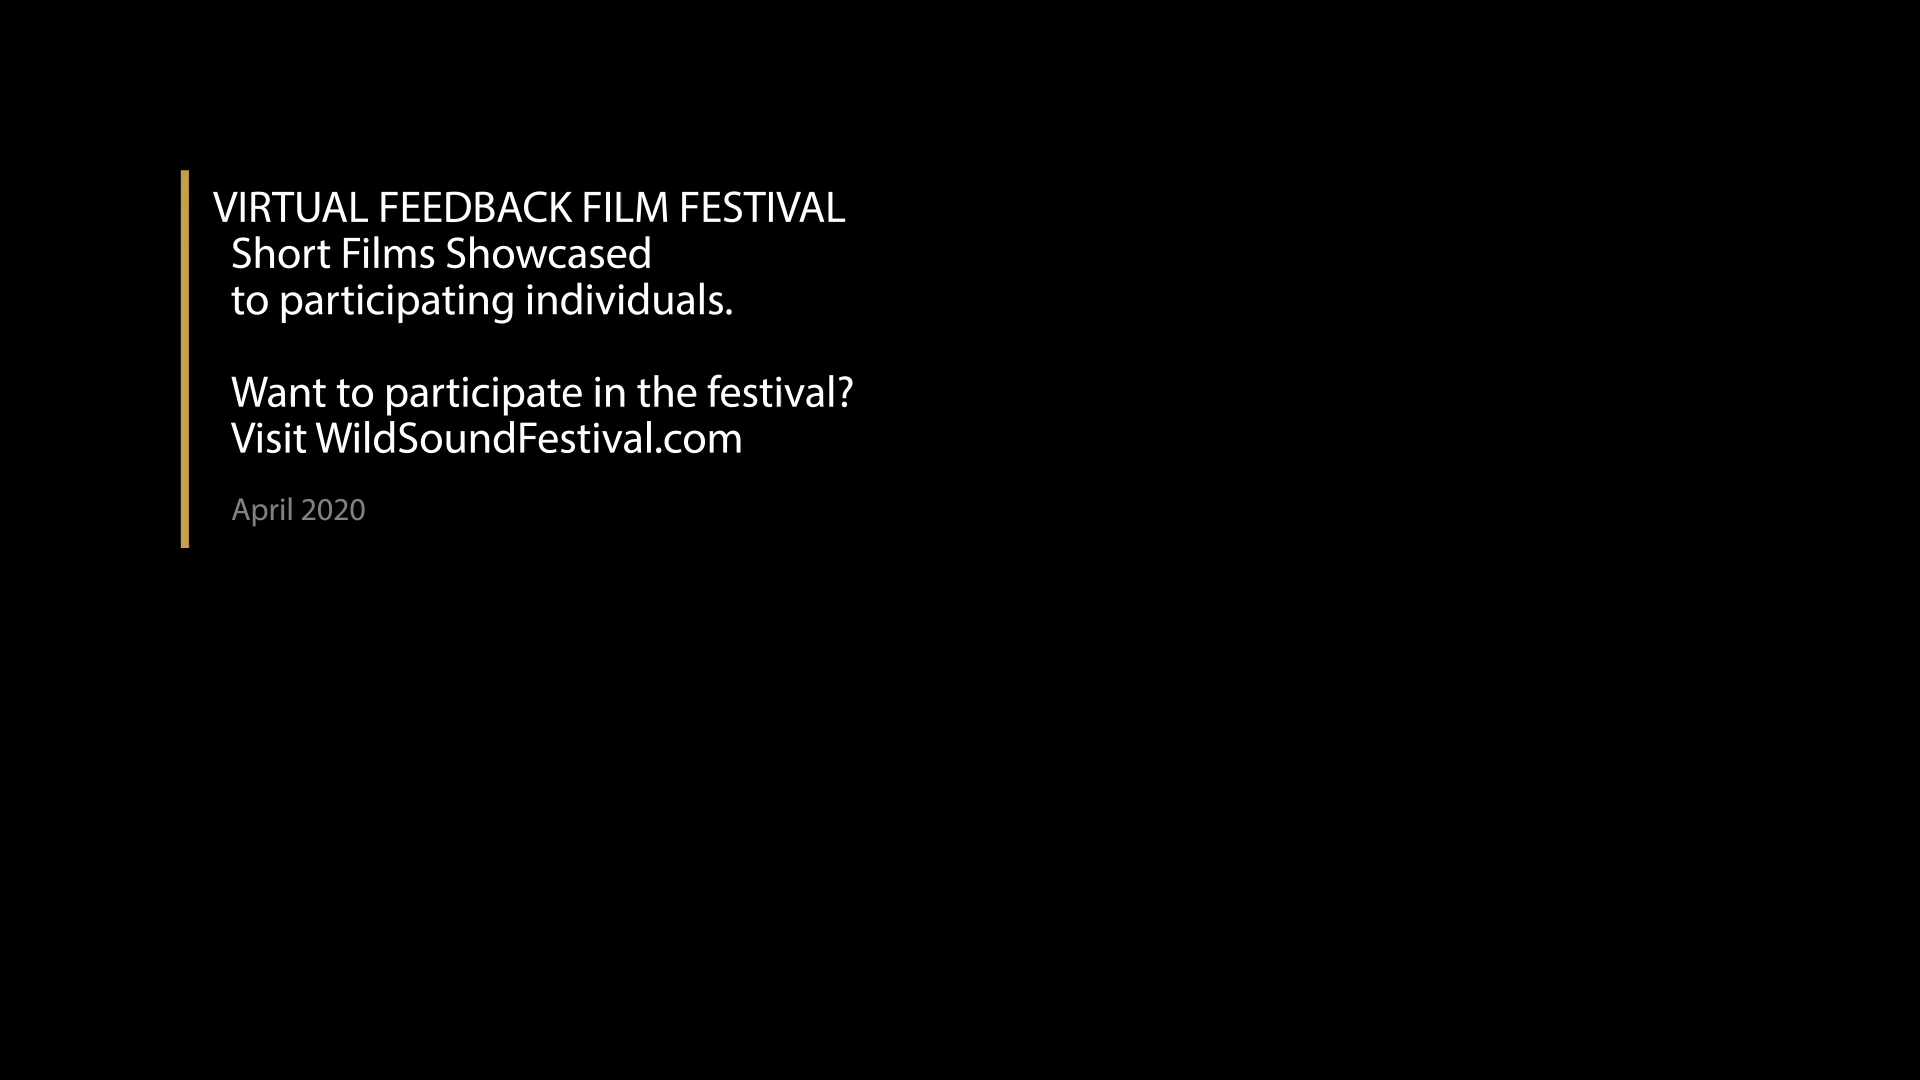 VIRTUAL FEEDBACK FILM FESTIVAL
Short Films Showcased
to participating individuals.
Want to participate in the festival?
Visit WildSoundFestival.com
April 2020